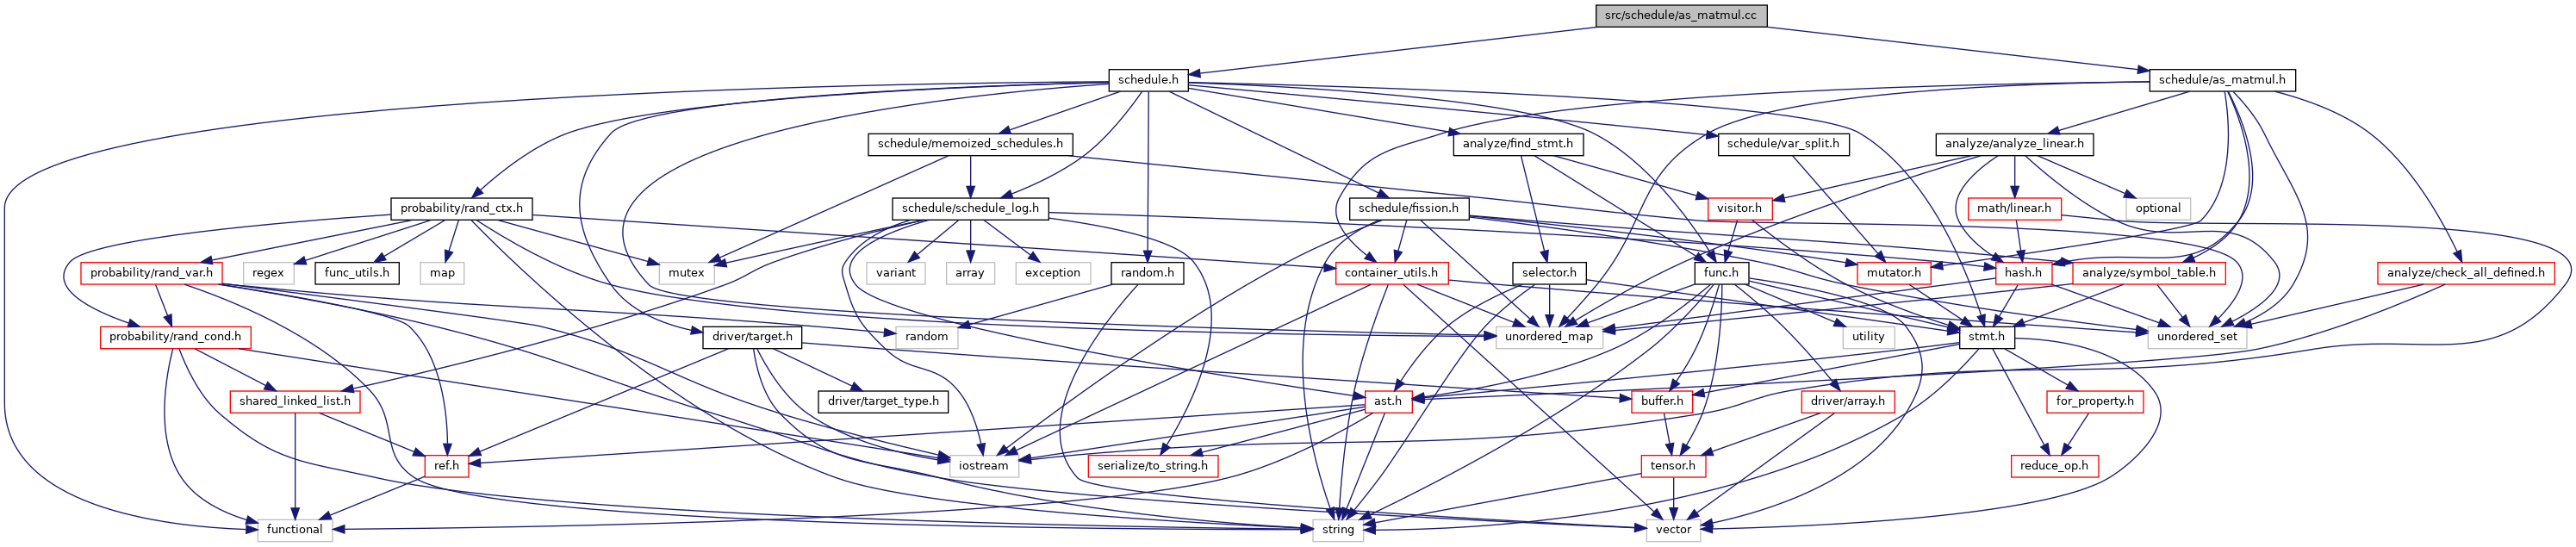 src/schedule/as_matmul.cc
schedule.h
schedule/as_matmul.h
schedule/memoized_schedules.h
analyze/find_stmt.h
schedule/var_split.h
analyze/analyze_linear.h
probability/rand_ctx.h
schedule/schedule_log.h
schedule/fission.h
visitor.h
math/linear.h
optional
probability/rand_var.h
regex
func_utils.h
map
mutex
variant
array
exception
random.h
container_utils.h
selector.h
func.h
mutator.h
hash.h
analyze/symbol_table.h
analyze/check_all_defined.h
probability/rand_cond.h
driver/target.h
random
unordered_map
utility
stmt.h
unordered_set
shared_linked_list.h
driver/target_type.h
ast.h
buffer.h
driver/array.h
for_property.h
ref.h
iostream
serialize/to_string.h
tensor.h
reduce_op.h
functional
string
vector